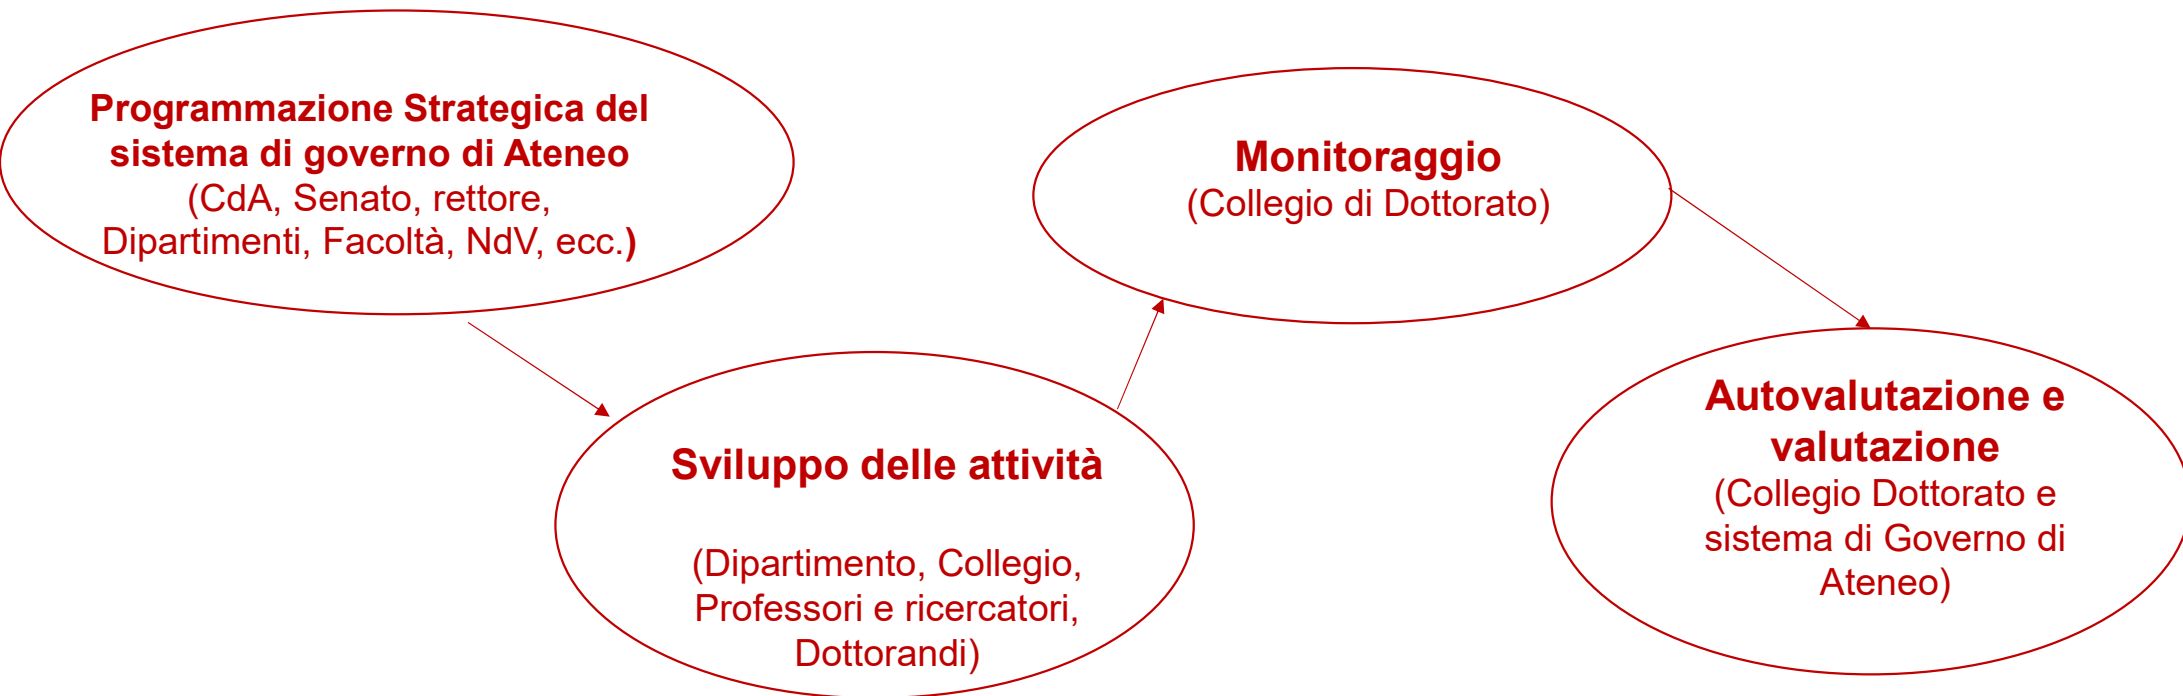 Programmazione Strategica del
sistema di governo di Ateneo
(CdA, Senato, rettore,
Dipartimenti, Facoltà, NdV, ecc.)
Sviluppo delle attività
(Dipartimento, Collegio,
Professori e ricercatori,
Dottorandi)
Monitoraggio
(Collegio di Dottorato)
Autovalutazione e
valutazione
(Collegio Dottorato e
sistema di Governo di
Ateneo)